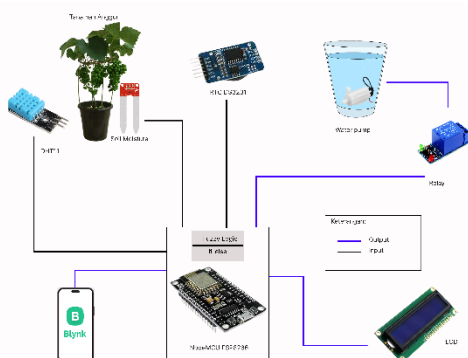 Tanaman Anggur
RTC DS3231
Water pump
DHT11
Soil Moisture
Relay
Keterangan:
Output
Input
Fuzzy Logic
B
Blynk
NodeMCU ESP8266
LCD